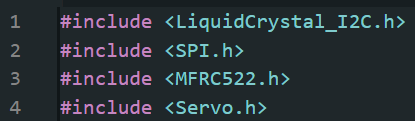 1 #include <LiquidCrystal_I2C.h>
2 #include <SPI.h>
3 #include <MFRC522.h>
4 #include <Servo.h>